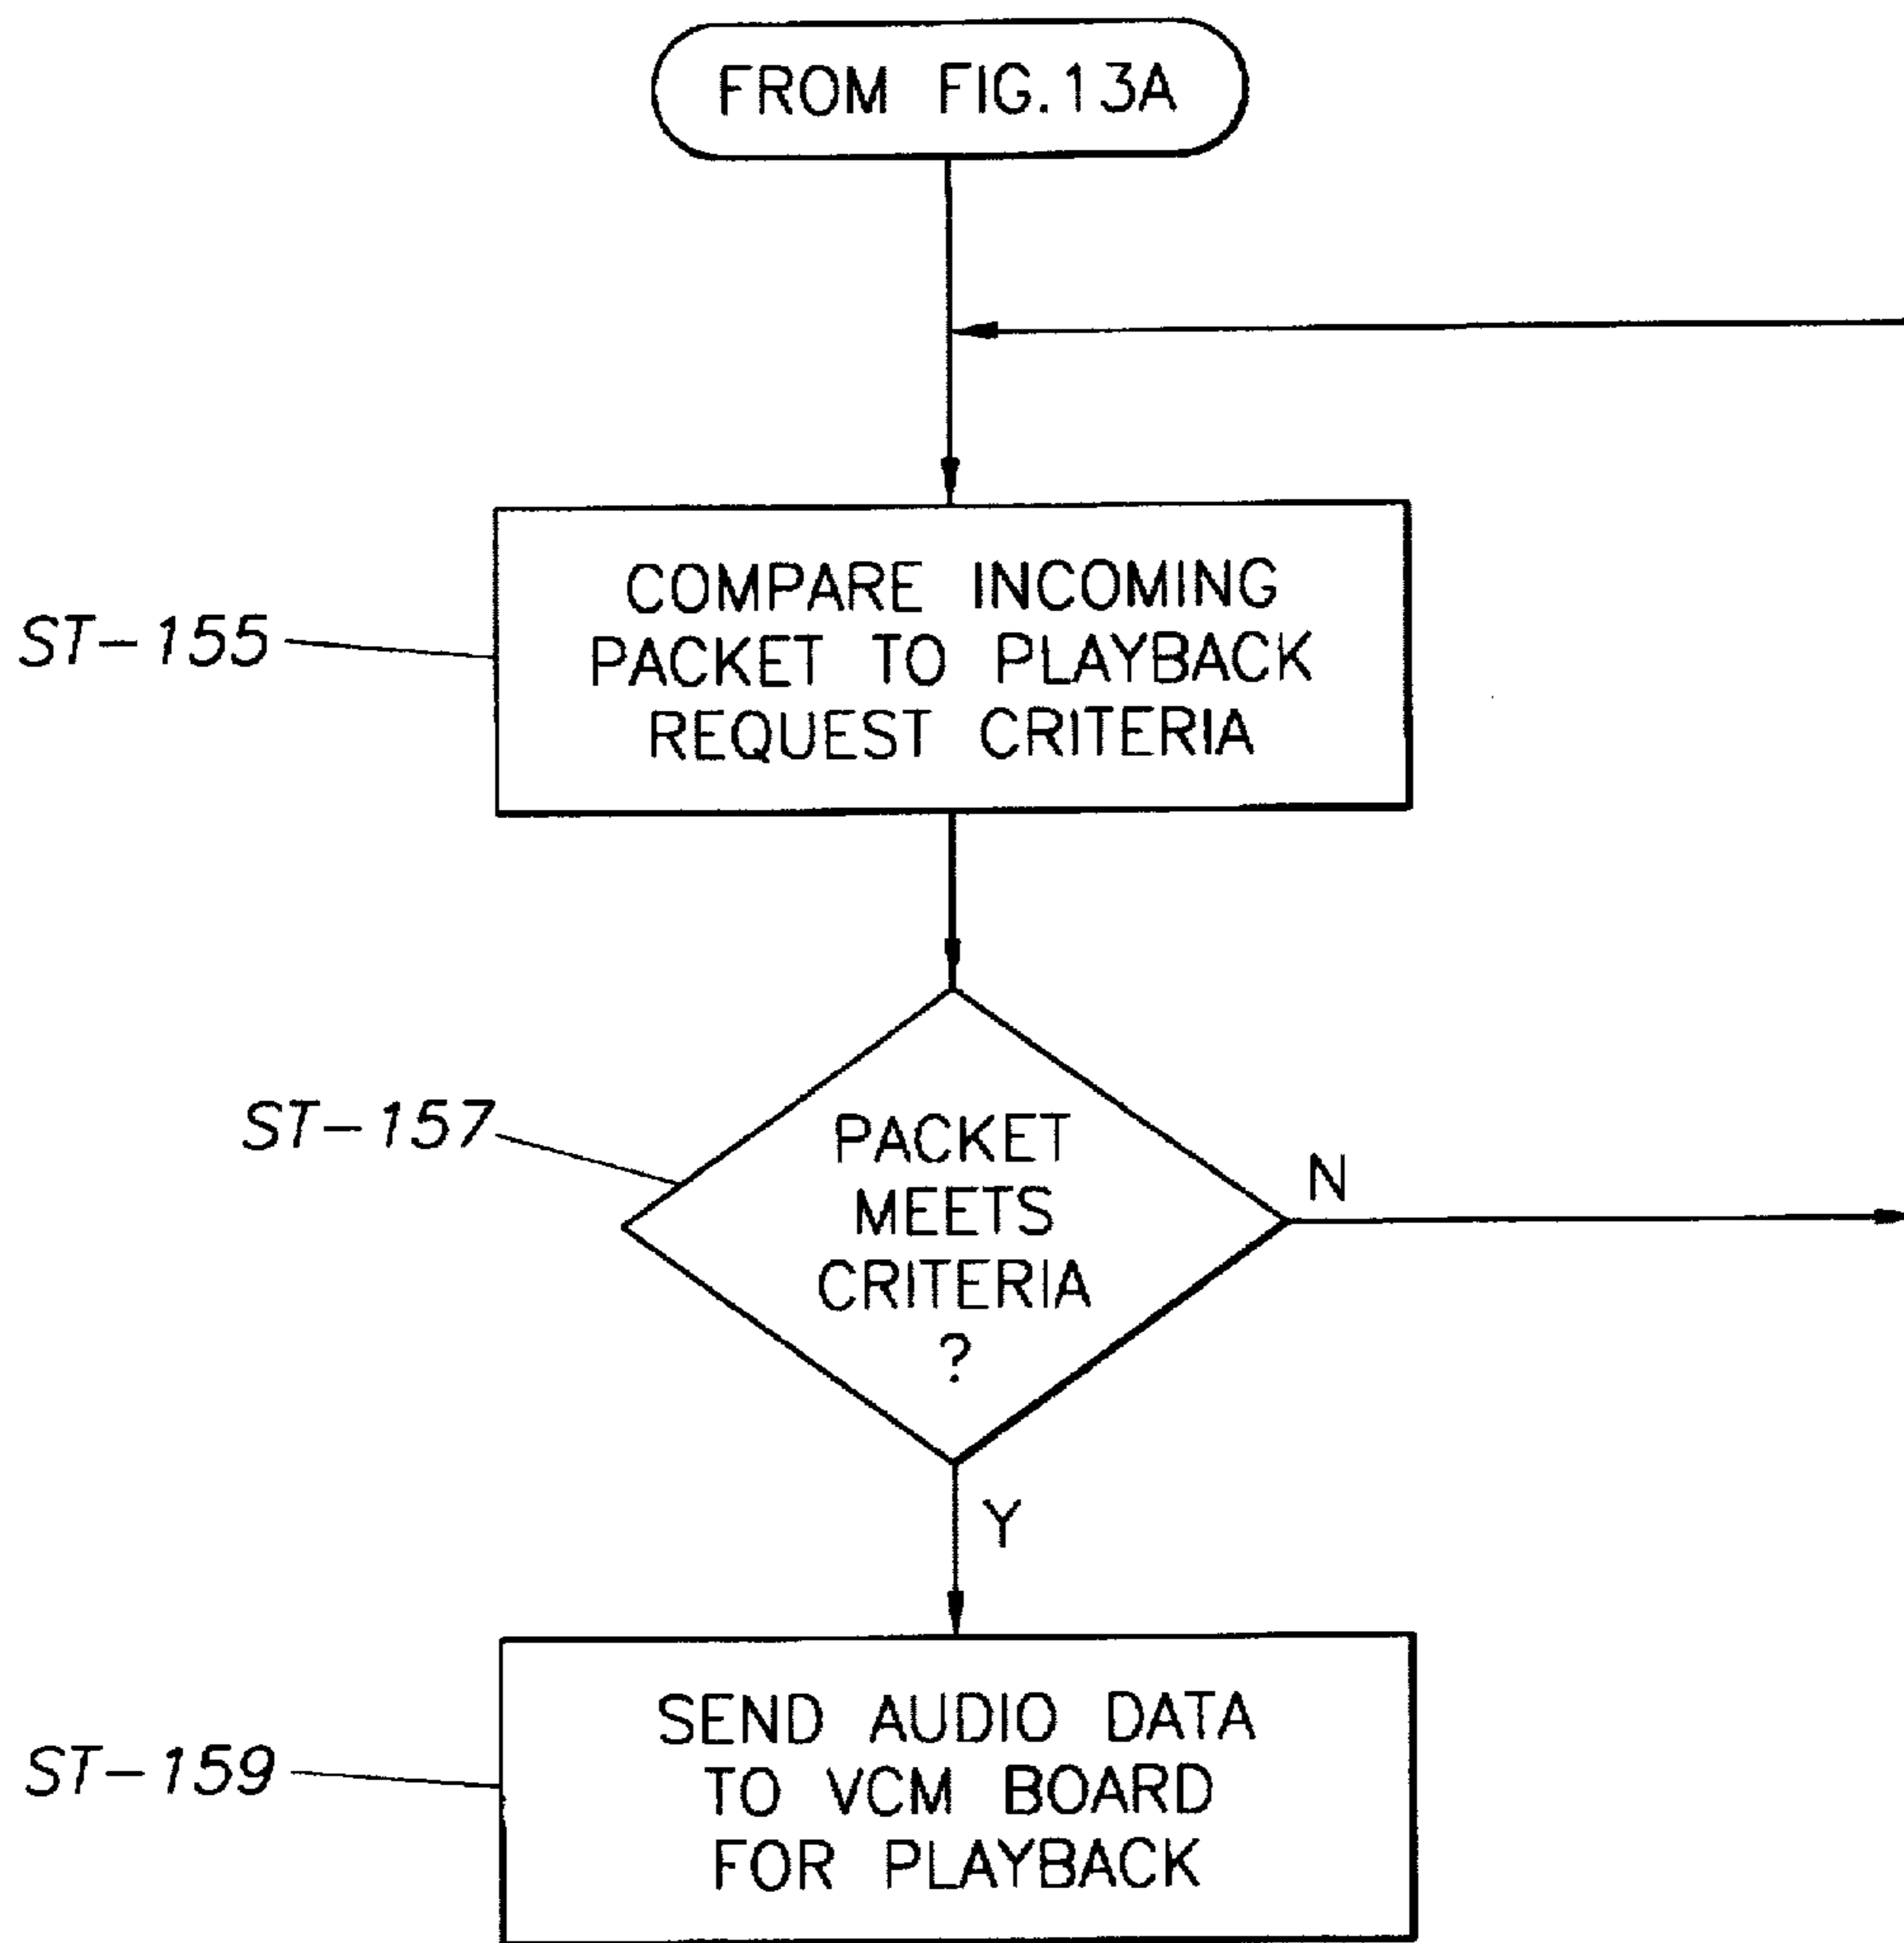 FROM FIG.13A
ST-155
COMPARE INCOMING
PACKET TO PLAYBACK
REQUEST CRITERIA
ST-157
PACKET
MEETS
CRITERIA
?
N
Y
ST-159
SEND AUDIO DATA
TO VCM BOARD
FOR PLAYBACK